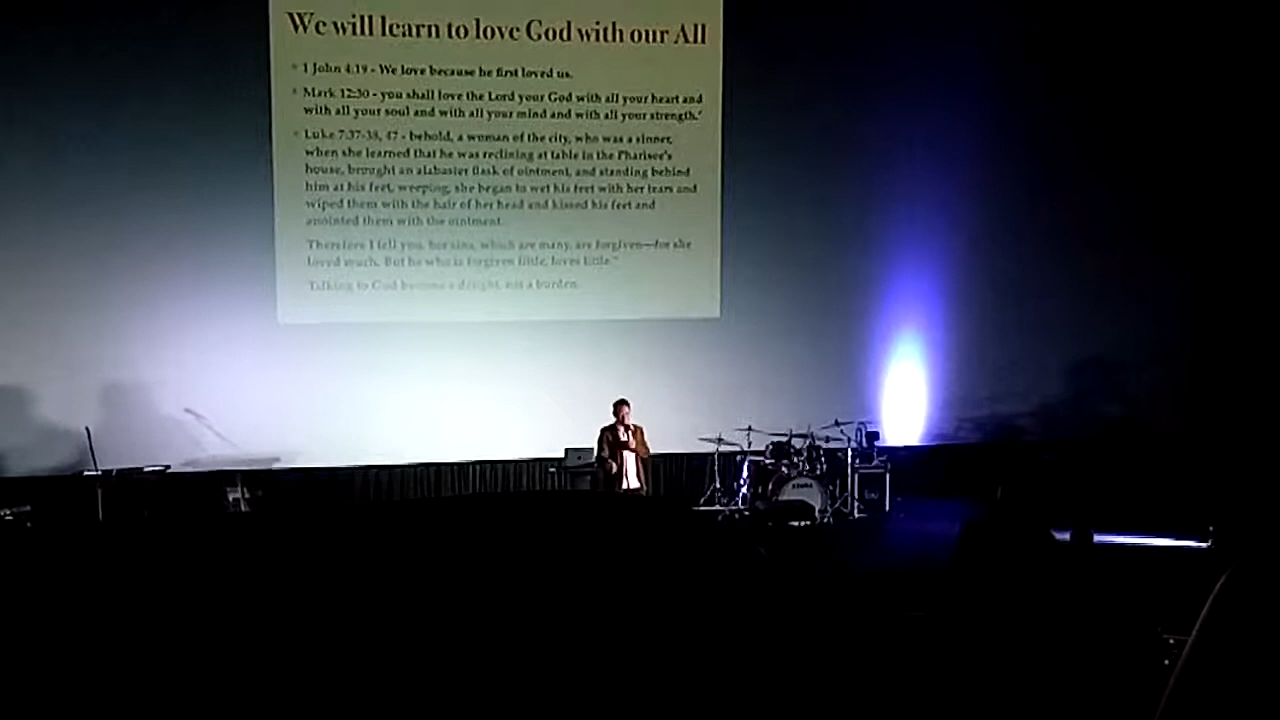 We will learn to love God with our All
* 1 John 4:19 - We love because he first loved us.
* Mark 12:30 - you shall love the Lord your God with all your heart and
with all your soul and with all your mind and with all your strength.'
* Luke 7:37-38, 47 - behold, a woman of the city, who was a sinner,
when she learned that he was reclining at table in the Pharisee's
house, brought an alabaster flask of ointment, and standing behind
him at his feet, weeping, she began to wet his feet with her tears and
wiped them with the hair of her head and kissed his feet and
anointed them with the ointment.
Therefore I tell you, her sins, which are many, are forgiven—for she
loved much. But he who is forgiven little, loves little."
Talking to God become a delight, not a burden.
TAMA